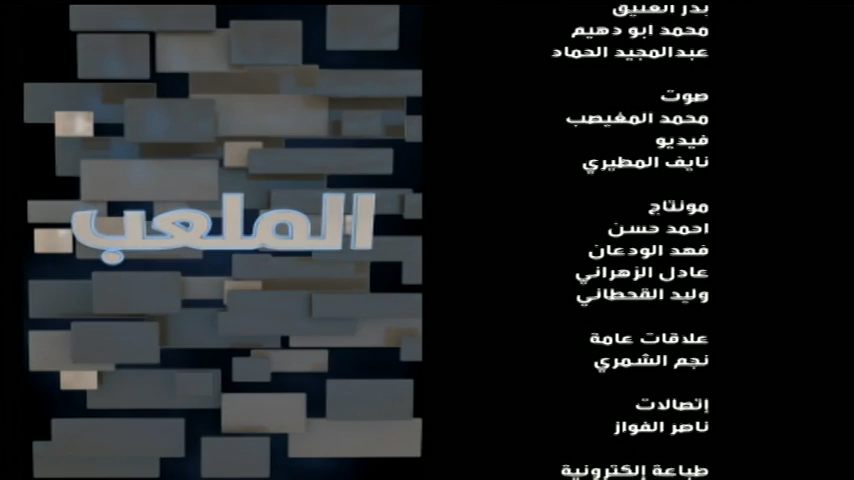 الملعب
بدر العتيق
محمد ابو دهيم
عبدالمجيد الحماد
صوت
محمد المغيصب
فيديو
نايف المطيري
مونتاج
احمد حسن
فهد الودعان
عادل الزهراني
وليد القحطاني
علاقات عامة
نجم الشمري
إتصالات
ناصر الفواز
طباعة إلكترونية